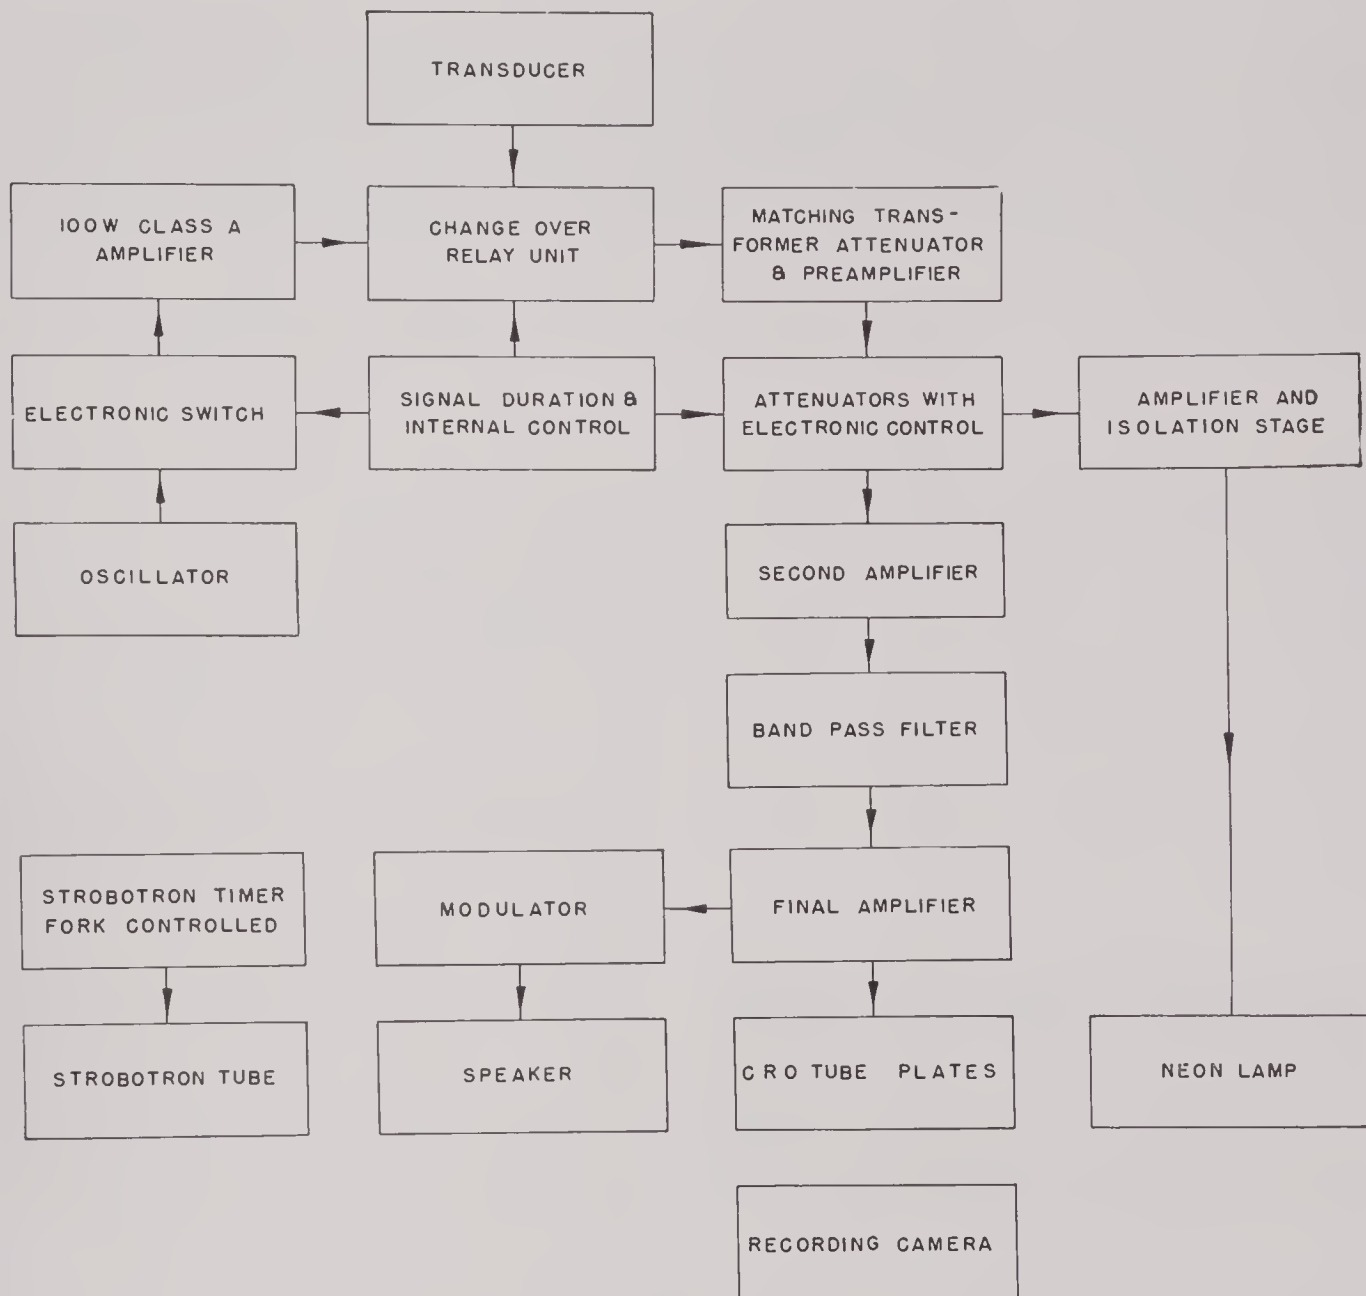 TRANSDUCER
100W CLASS A
AMPLIFIER
CHANGE OVER
RELAY UNIT
MATCHING TRANS-
FORMER ATTENUATOR
& PREAMPLIFIER
ELECTRONIC SWITCH
SIGNAL DURATION &
INTERNAL CONTROL
ATTENUATORS WITH
ELECTRONIC CONTROL
AMPLIFIER AND
ISOLATION STAGE
OSCILLATOR
SECOND AMPLIFIER
BAND PASS FILTER
STROBOTRON TIMER
FORK CONTROLLED
MODULATOR
FINAL AMPLIFIER
STROBOTRON TUBE
SPEAKER
CRO TUBE PLATES
NEON LAMP
RECORDING CAMERA